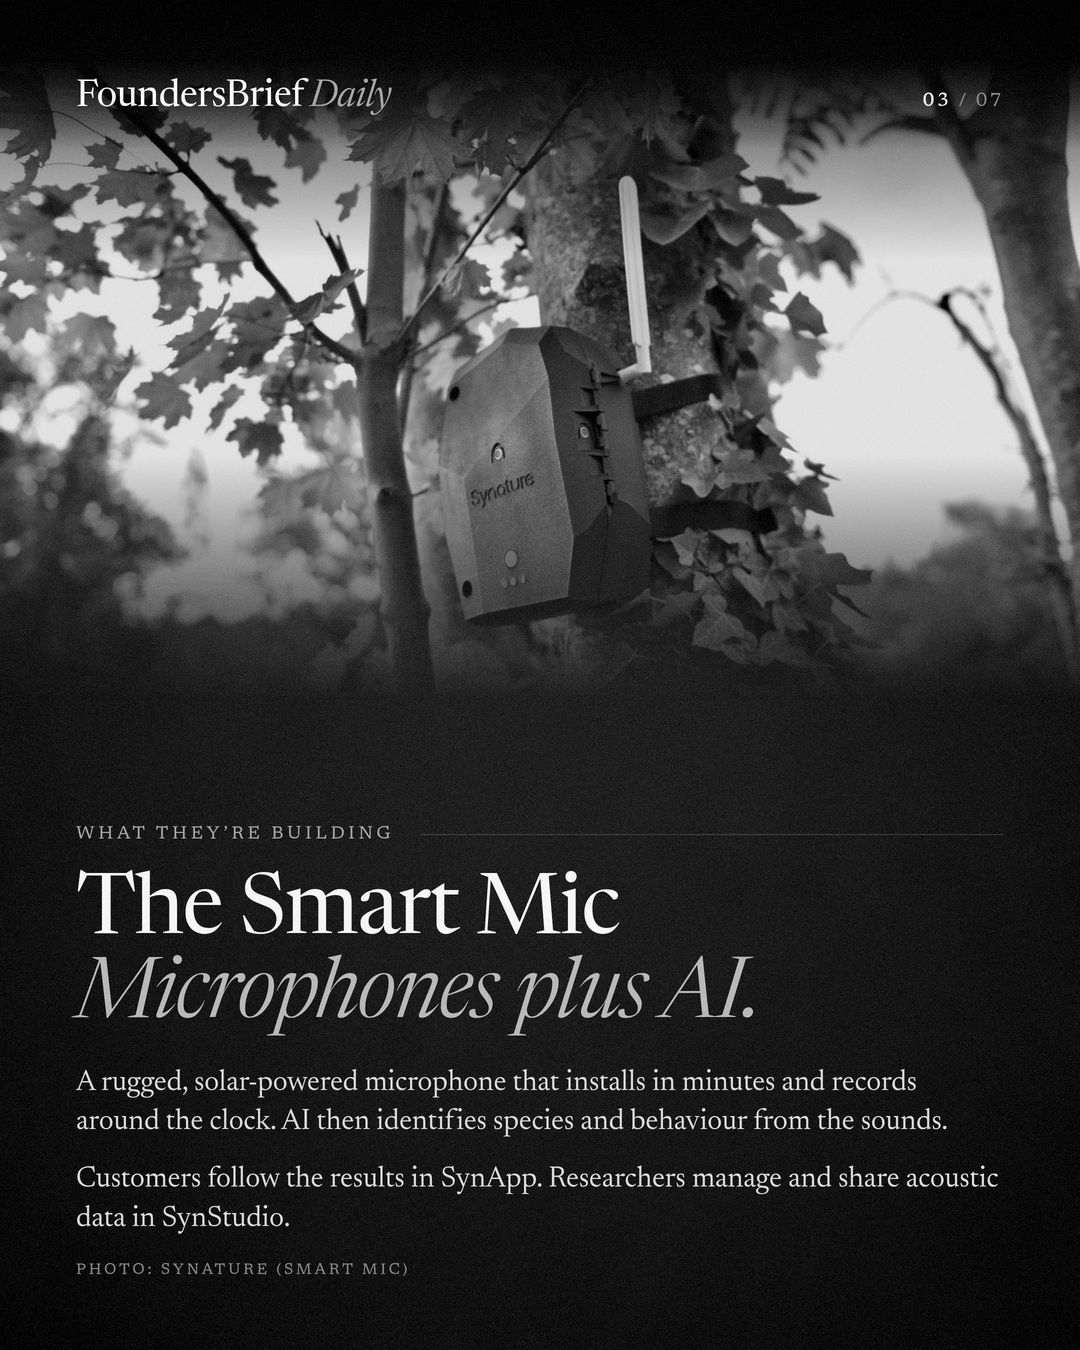 FoundersBrief Daily
03 / 07
Synature
WHAT THEY’RE BUILDING
The Smart Mic
Microphones plus AI.
A rugged, solar-powered microphone that installs in minutes and records
around the clock. AI then identifies species and behaviour from the sounds.
Customers follow the results in SynApp. Researchers manage and share acoustic
data in SynStudio.
PHOTO: SYNATURE (SMART MIC)